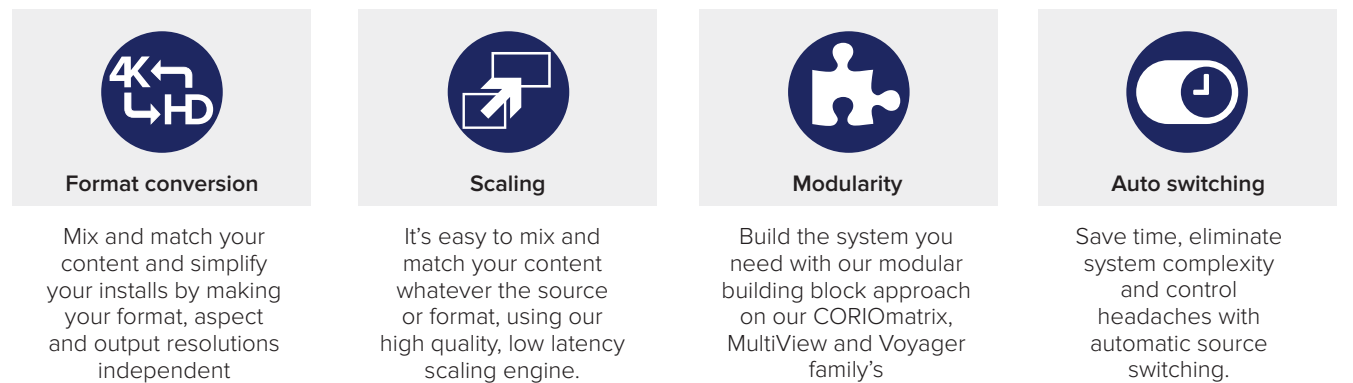 4K
HD
Format conversion
Mix and match your
content and simplify
your installs by making
your format, aspect
and output resolutions
independent
Scaling
It's easy to mix and
match your content
whatever the source
or format, using our
high quality, low latency
scaling engine.
Modularity
Build the system you
need with our modular
building block approach
on our CORIOmatrix,
MultiView and Voyager
family's
Auto switching
Save time, eliminate
system complexity
and control
headaches with
automatic source
switching.